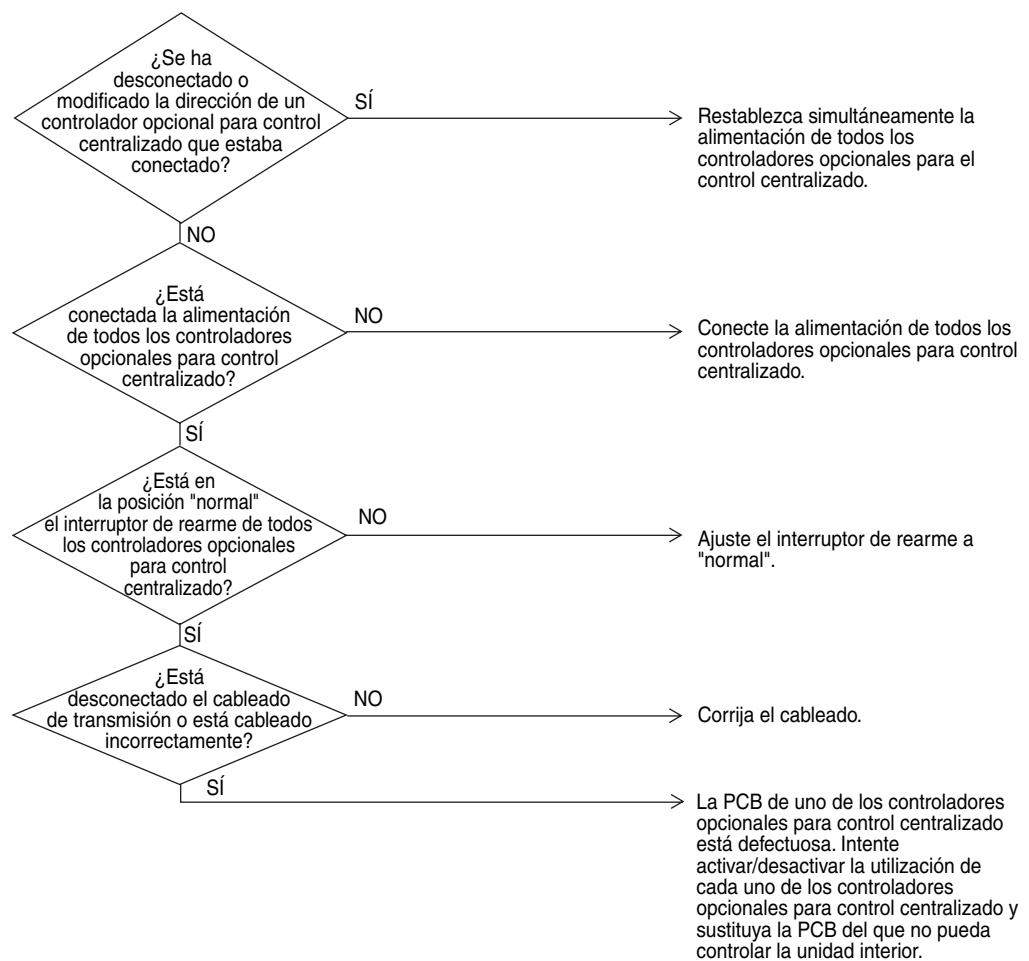 ¿Se ha
desconectado o
modificado la dirección de un
controlador opcional para control
centralizado que estaba
conectado?
SÍ
Restablezca simultáneamente la
alimentación de todos los
controladores opcionales para el
control centralizado.
NO
¿Está
conectada la alimentación
de todos los controladores
opcionales para control
centralizado?
NO
Conecte la alimentación de todos los
controladores opcionales para control
centralizado.
SÍ
¿Está en
la posición "normal"
el interruptor de rearme de todos
los controladores opcionales
para control
centralizado?
NO
Ajuste el interruptor de rearme a
"normal".
SÍ
¿Está
desconectado el cableado
de transmisión o está cableado
incorrectamente?
NO
Corrija el cableado.
SÍ
La PCB de uno de los controladores
opcionales para control centralizado
está defectuosa. Intente
activar/desactivar la utilización de
cada uno de los controladores
opcionales para control centralizado y
sustituya la PCB del que no pueda
controlar la unidad interior.